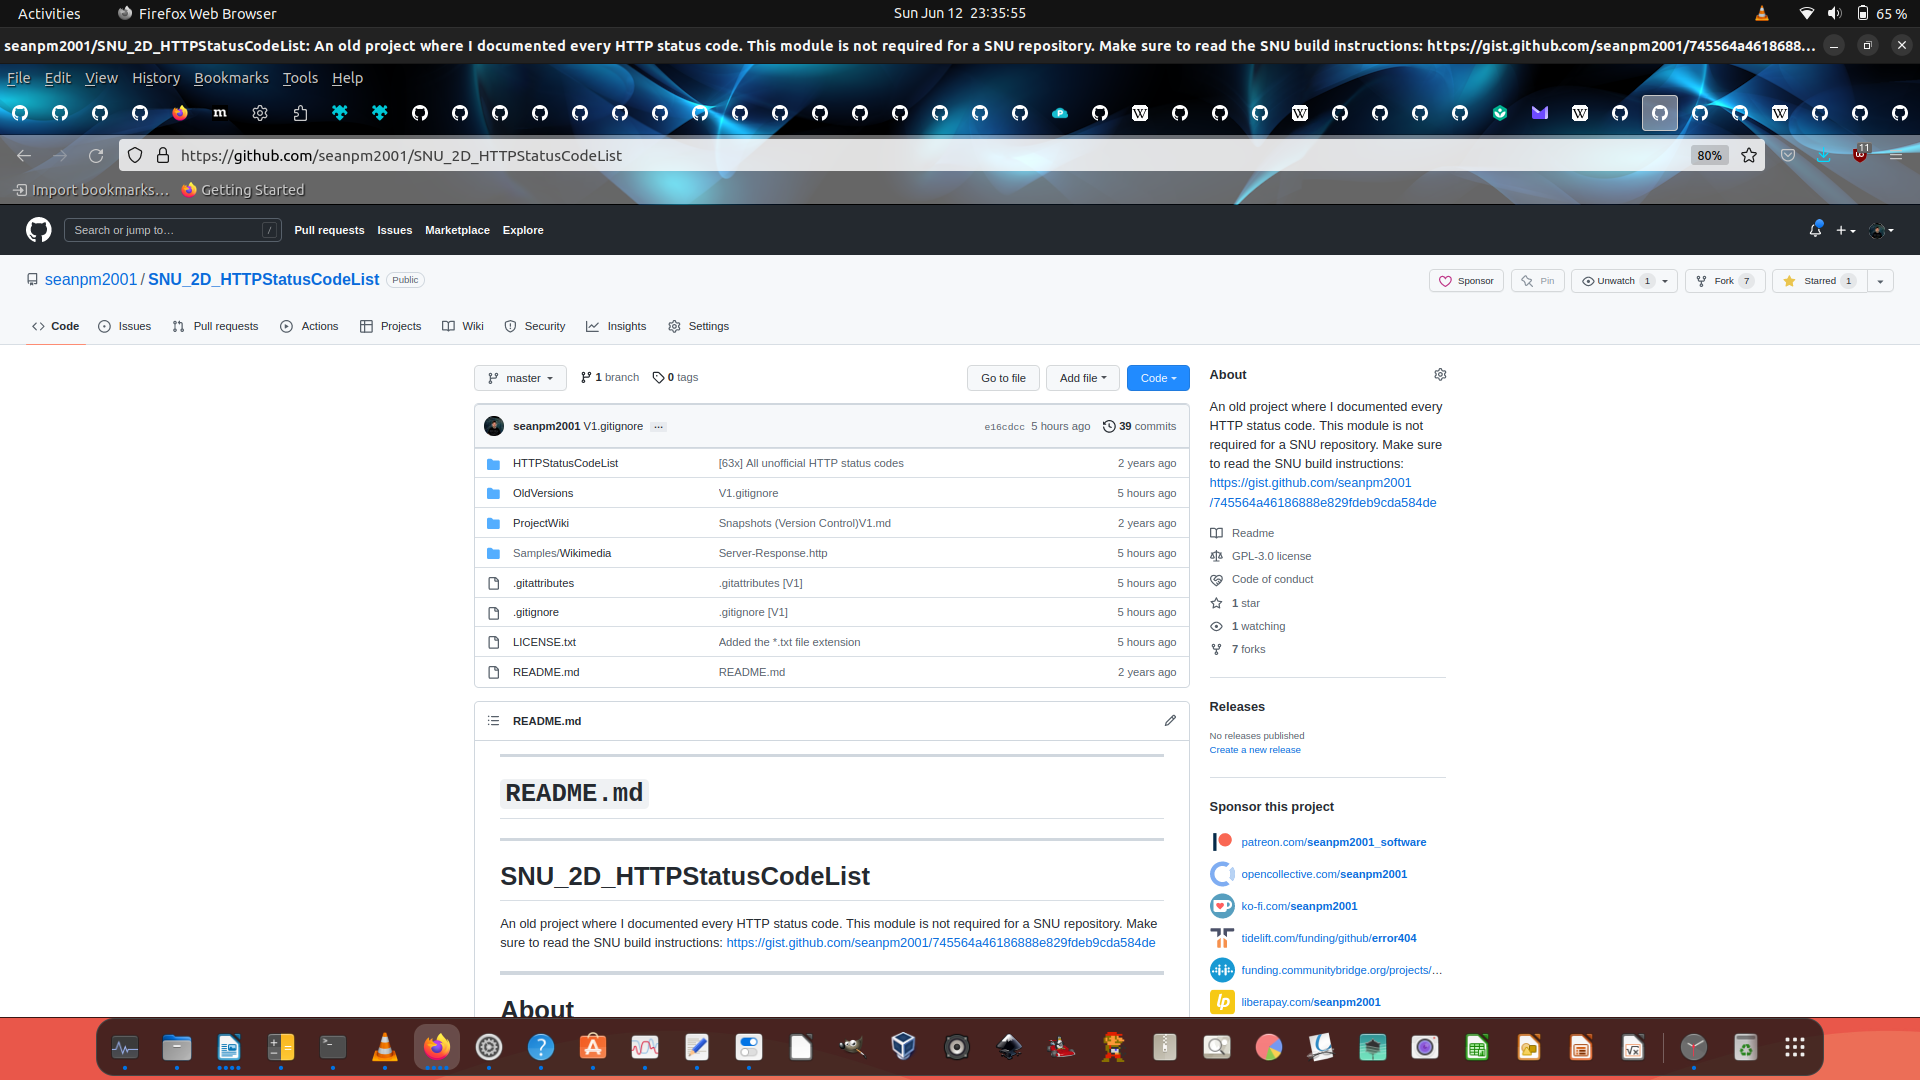 Activities Firefox Web Browser Sun Jun 12 23:35:55 65 %
seanpm2001/SNU_2D_HTTPStatusCodeList: An old project where I documented every HTTP status code. This module is not required for a SNU repository. Make sure to read the SNU build instructions: https://gist.github.com/seanpm2001/745564a4618688...
File Edit View History Bookmarks Tools Help
https://github.com/seanpm2001/SNU_2D_HTTPStatusCodeList 80% 11
Import bookmarks... Getting Started
Search or jump to... / Pull requests Issues Marketplace Explore
seanpm2001 / SNU_2D_HTTPStatusCodeList Public Sponsor Pin Unwatch 1 Fork 7 Starred 1
Code Issues Pull requests Actions Projects Wiki Security Insights Settings
master 1 branch 0 tags Go to file Add file Code
seanpm2001 V1.gitignore ... e16cdcc 5 hours ago 39 commits
HTTPStatusCodeList [63x] All unofficial HTTP status codes 2 years ago
OldVersions V1.gitignore 5 hours ago
ProjectWiki Snapshots (Version Control)V1.md 2 years ago
Samples/Wikimedia Server-Response.http 5 hours ago
.gitattributes .gitattributes [V1] 5 hours ago
.gitignore .gitignore [V1] 5 hours ago
LICENSE.txt Added the *.txt file extension 5 hours ago
README.md README.md 2 years ago
README.md
README.md
SNU_2D_HTTPStatusCodeList
An old project where I documented every HTTP status code. This module is not required for a SNU repository. Make
sure to read the SNU build instructions: https://gist.github.com/seanpm2001/745564a46186888e829fdeb9cda584de
About
About
An old project where I documented every
HTTP status code. This module is not
required for a SNU repository. Make sure
to read the SNU build instructions:
https://gist.github.com/seanpm2001
/745564a46186888e829fdeb9cda584de
Readme
GPL-3.0 license
Code of conduct
1 star
1 watching
7 forks
Releases
No releases published
Create a new release
Sponsor this project
patreon.com/seanpm2001_software
opencollective.com/seanpm2001
ko-fi.com/seanpm2001
tidelift.com/funding/github/error404
funding.communitybridge.org/projects/...
liberapay.com/seanpm2001